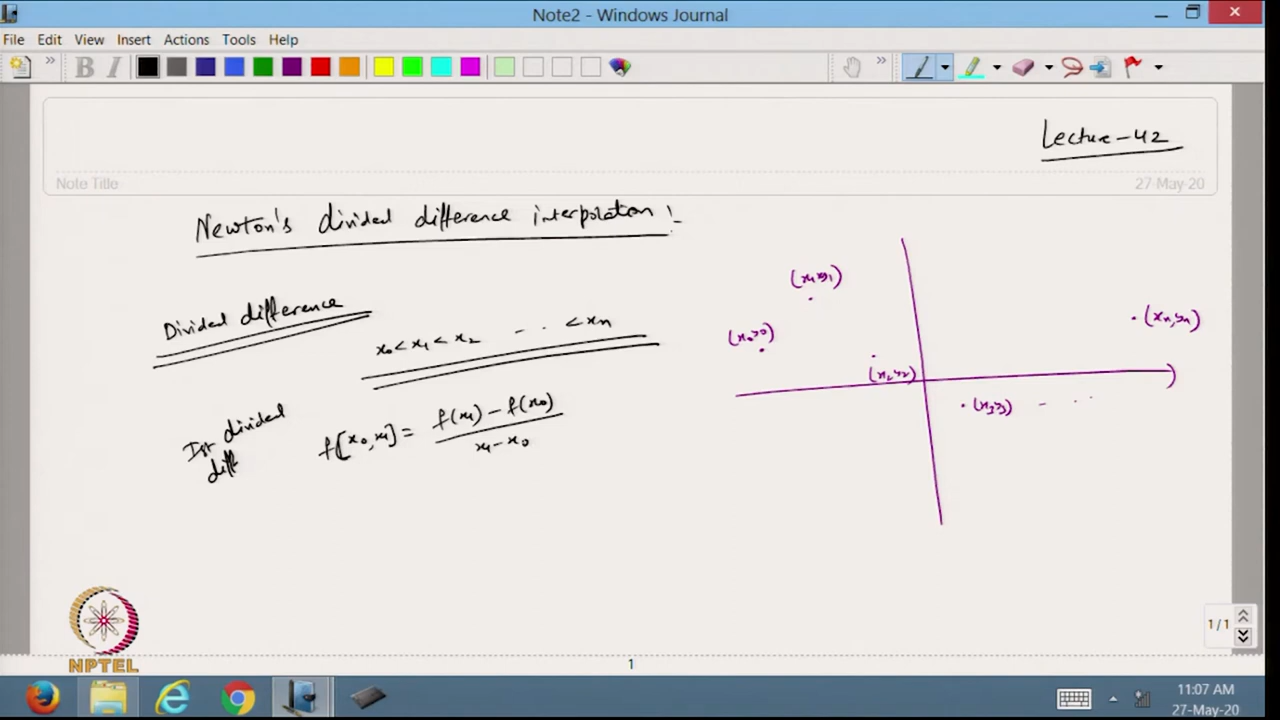 Note2 - Windows Journal
File Edit View Insert Actions Tools Help
B I
Lecture-42
Note Title
27-May-20
Newton's divided difference interpolation:-
Divided difference
x₀ < x₁ < x₂ - . . < xₙ
(x₁,y₁)
(x₀,y₀)
(x₂,y₂)
(x₃,y₃) - . .
(xₙ,yₙ)
Ist divided
diff
f[x₀,x₁] = f(x₁) - f(x₀)
x₁ - x₀
NPTEL
1/1
1
11:07 AM
27-May-20